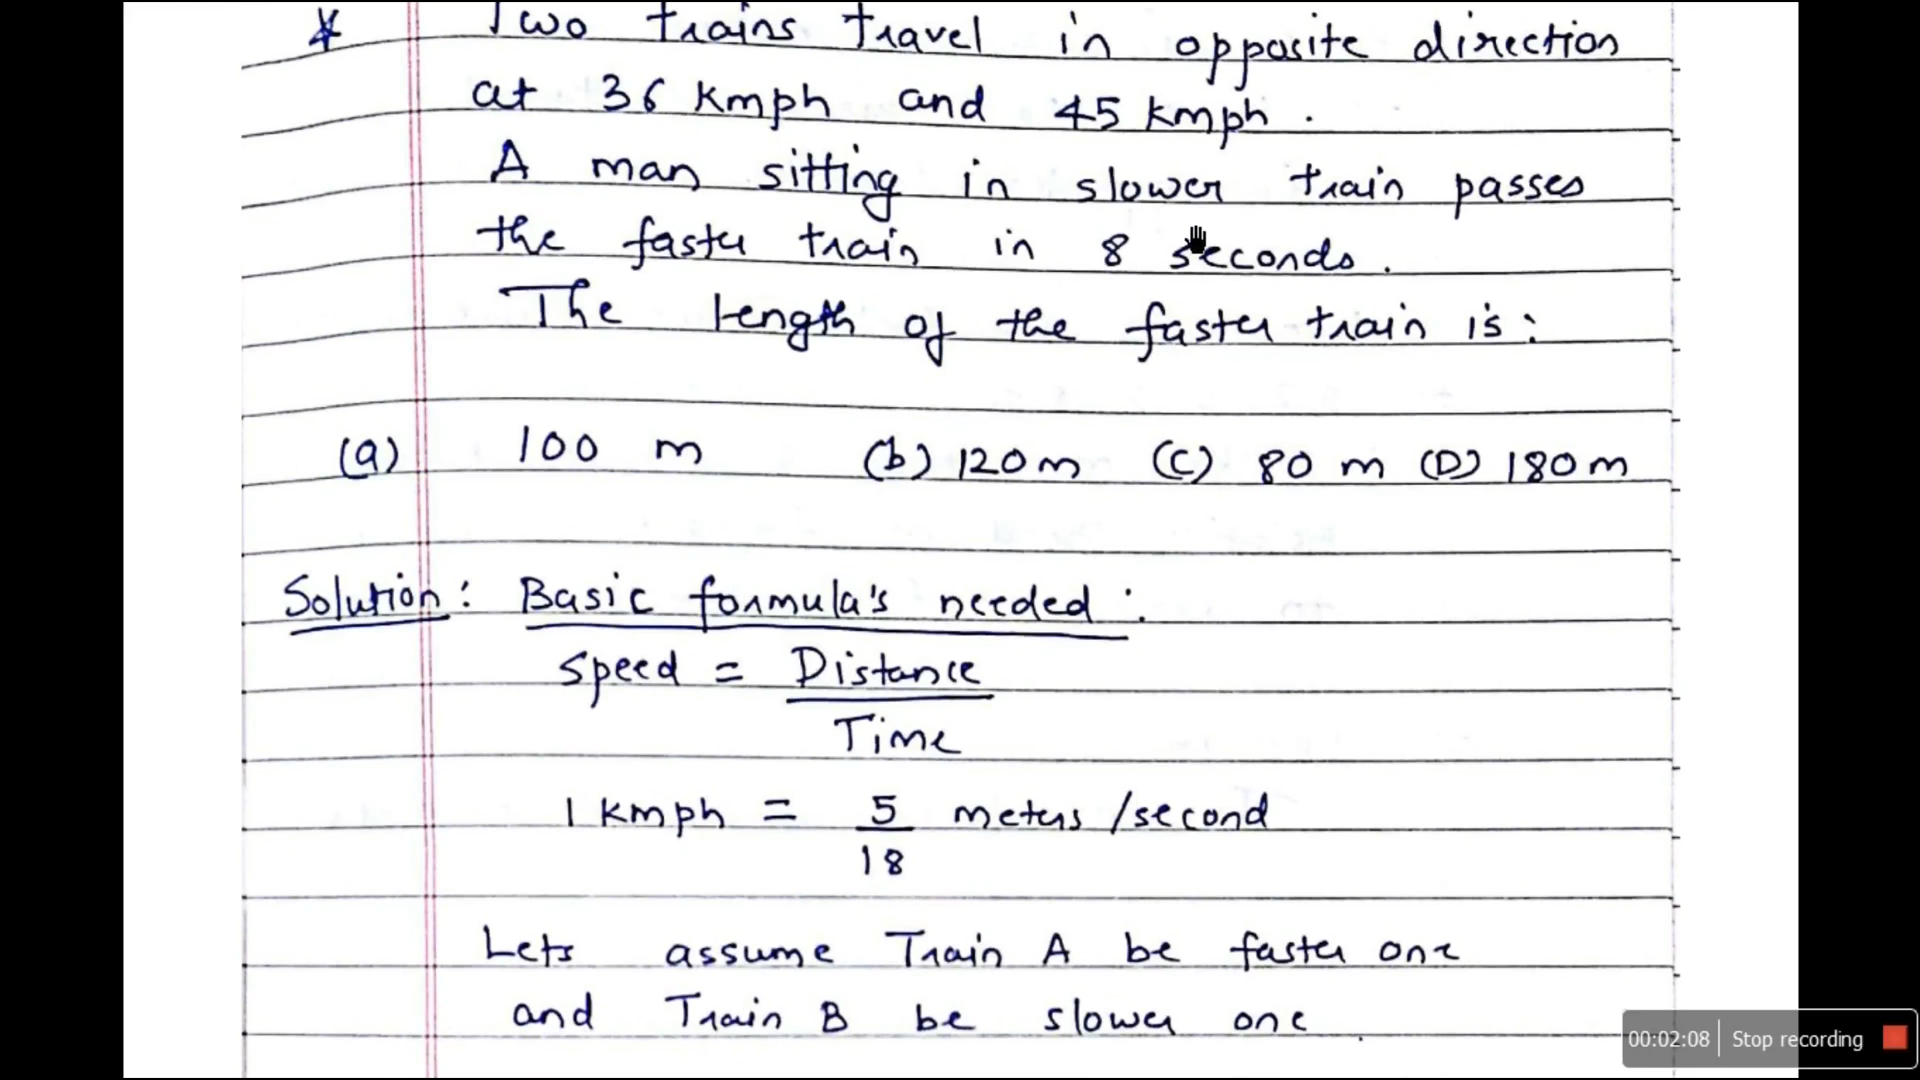 * Two trains travel in opposite direction
at 36 kmph and 45 kmph.
A man sitting in slower train passes
the faster train in 8 seconds.
The length of the faster train is:
(a) 100 m (b) 120m (C) 80 m (D) 180m
Solution: Basic formula's needed:
Speed = Distance
Time
1 kmph = 5 meters/second
18
Lets assume Train A be faster one
and Train B be slower one.
00:02:08 Stop recording